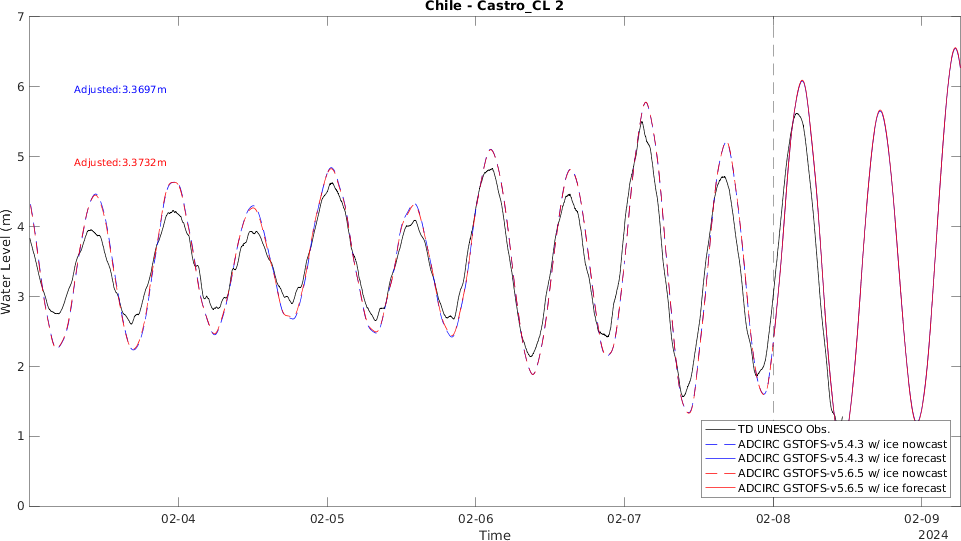 Chile - Castro_CL 2
7
6
5
4
3
2
1
0
Water Level (m)
Adjusted:3.3697m
Adjusted:3.3732m
TD UNESCO Obs.
ADCIRC GSTOFS-v5.4.3 w/ ice nowcast
ADCIRC GSTOFS-v5.4.3 w/ ice forecast
ADCIRC GSTOFS-v5.6.5 w/ ice nowcast
ADCIRC GSTOFS-v5.6.5 w/ ice forecast
02-04 02-05 02-06 02-07 02-08 02-09
Time
2024